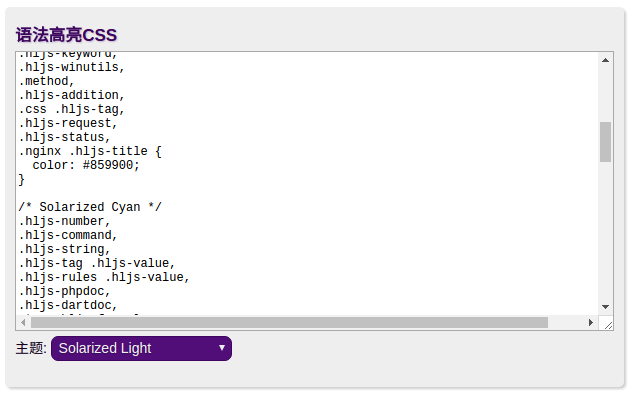 语法高亮CSS
.hljs-keyword,
.hljs-winutils,
.method,
.hljs-addition,
.css .hljs-tag,
.hljs-request,
.hljs-status,
.nginx .hljs-title {
  color: #859900;
}

/* Solarized Cyan */
.hljs-number,
.hljs-command,
.hljs-string,
.hljs-tag .hljs-value,
.hljs-rules .hljs-value,
.hljs-phpdoc,
.hljs-dartdoc,
主题: Solarized Light